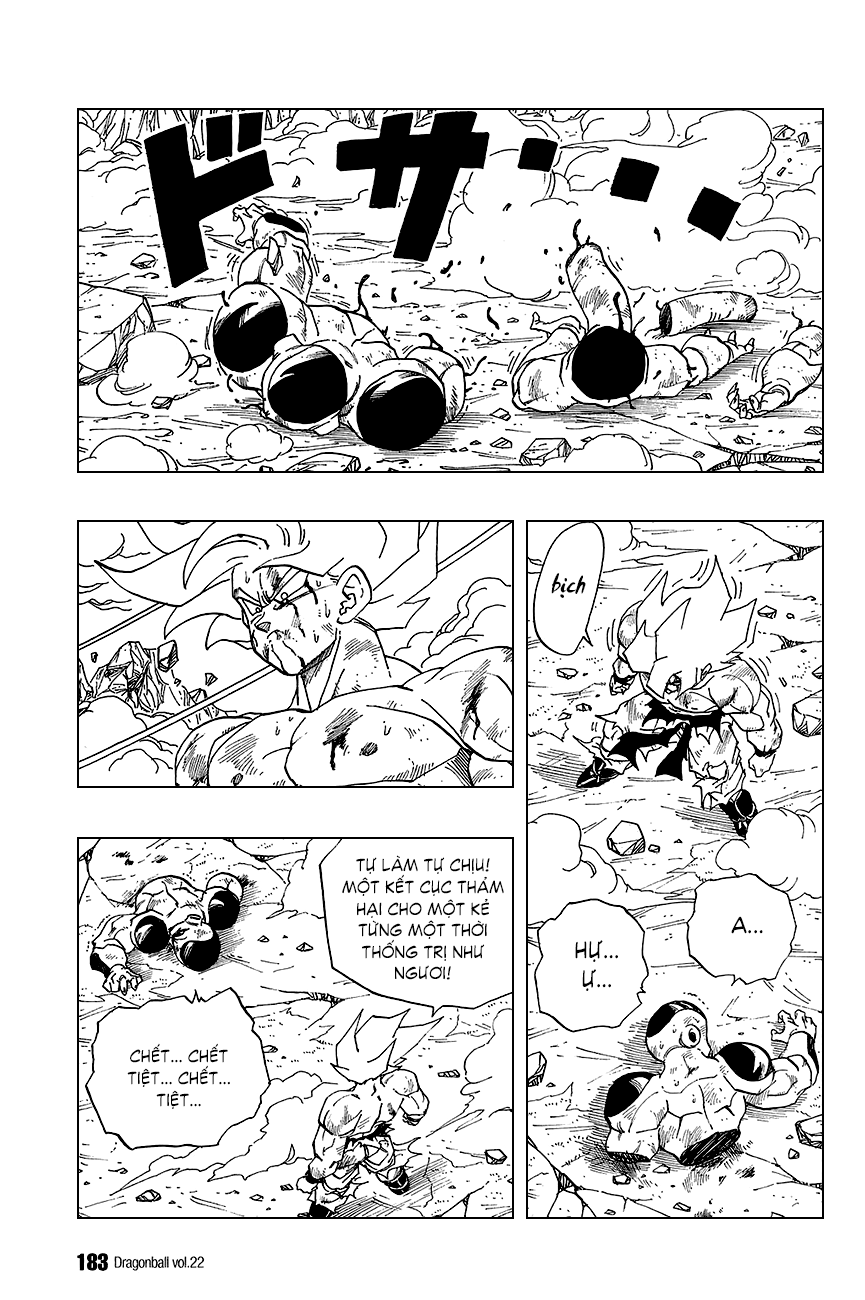 ドサ・・・
bịch
A...
HỰ...
Ự...
TỰ LÀM TỰ CHỊU!
MỘT KẾT CỤC THẢM
HẠI CHO MỘT KẺ
TỪNG MỘT THỜI
THỐNG TRỊ NHƯ
NGƯƠI!
CHẾT... CHẾT
TIỆT... CHẾT...
TIỆT...
183 Dragonball vol.22